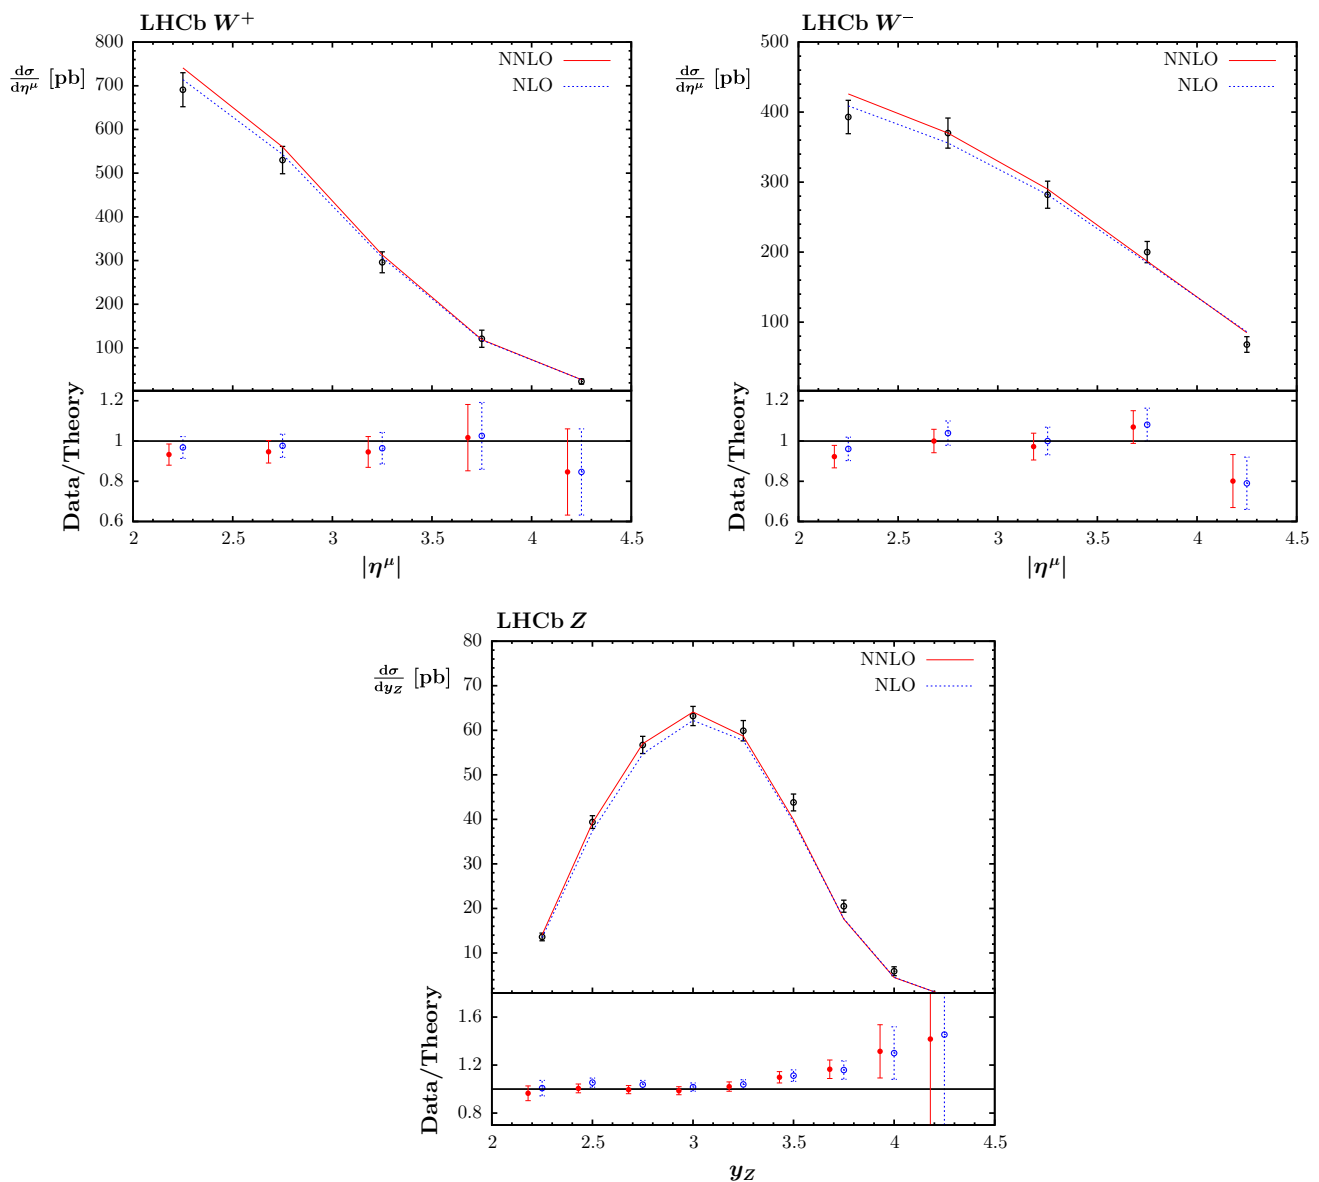 LHCb W⁺
dσ/dη^μ [pb]
NNLO
NLO
800
700
600
500
400
300
200
100
Data/Theory
1.2
1
0.8
0.6
2 2.5 3 3.5 4 4.5
|η^μ|
LHCb W⁻
dσ/dη^μ [pb]
NNLO
NLO
500
400
300
200
100
Data/Theory
1.2
1
0.8
0.6
2 2.5 3 3.5 4 4.5
|η^μ|
LHCb Z
dσ/dy_Z [pb]
NNLO
NLO
80
70
60
50
40
30
20
10
Data/Theory
1.6
1.2
0.8
2 2.5 3 3.5 4 4.5
y_Z